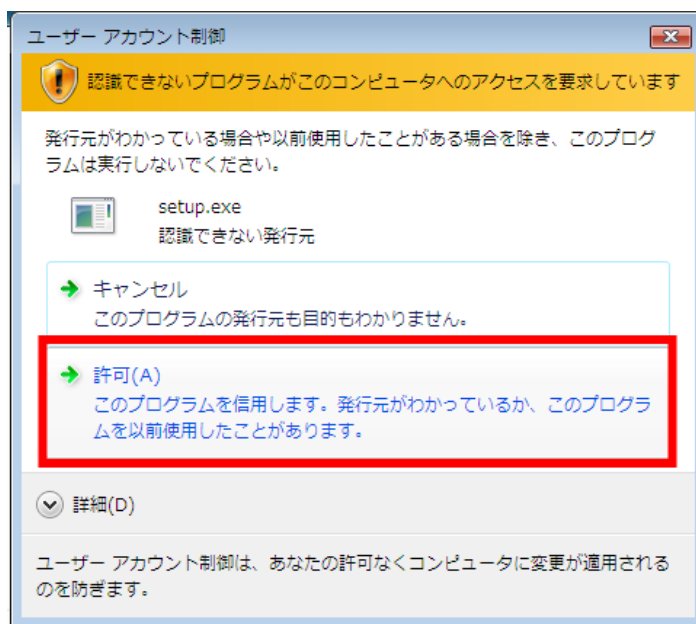 ユーザー アカウント制御
認識できないプログラムがこのコンピュータへのアクセスを要求しています
発行元がわかっている場合や以前使用したことがある場合を除き、このプログ
ラムは実行しないでください。
setup.exe
認識できない発行元
キャンセル
このプログラムの発行元も目的もわかりません。
許可(A)
このプログラムを信用します。発行元がわかっているか、このプログラ
ムを以前使用したことがあります。
詳細(D)
ユーザー アカウント制御は、あなたの許可なくコンピュータに変更が適用される
のを防ぎます。